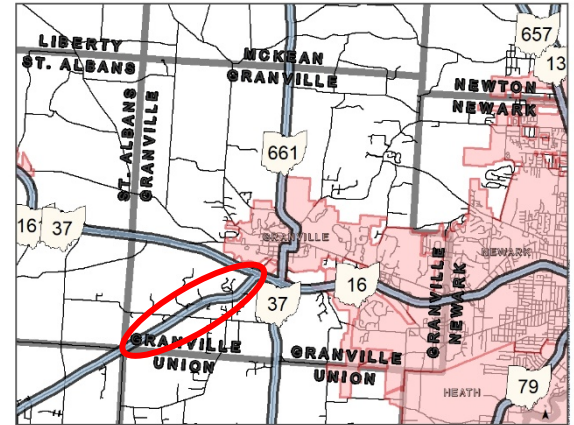 657
LIBERTY
ST. ALBANS
MCKEAN
GRANVILLE
13
NEWTON
NEWARK
ST. ALBANS
GRANVILLE
661
16
37
GRANVILLE
NEWARK
16
37
GRANVILLE
NEWARK
GRANVILLE
UNION
GRANVILLE
UNION
HEATH
79